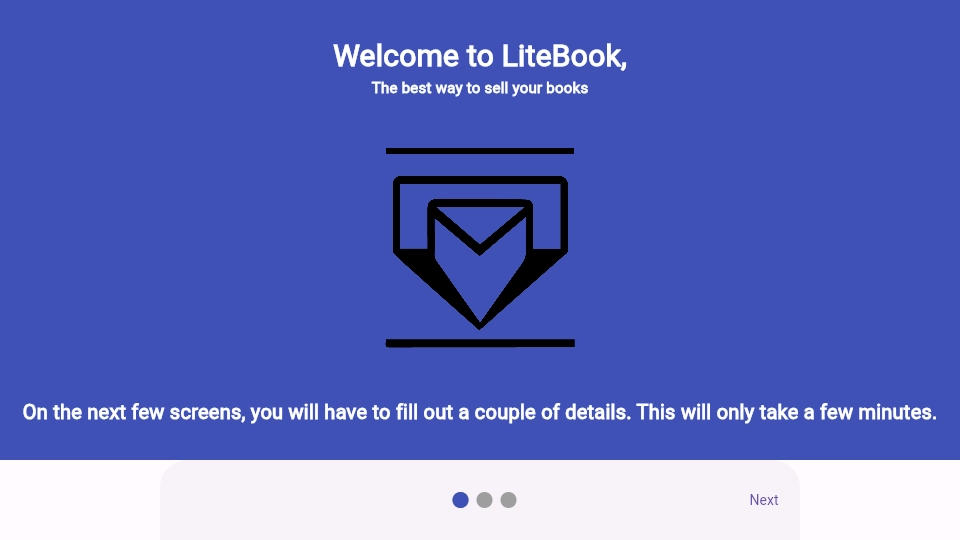 Welcome to LiteBook,
The best way to sell your books
On the next few screens, you will have to fill out a couple of details. This will only take a few minutes.
Next